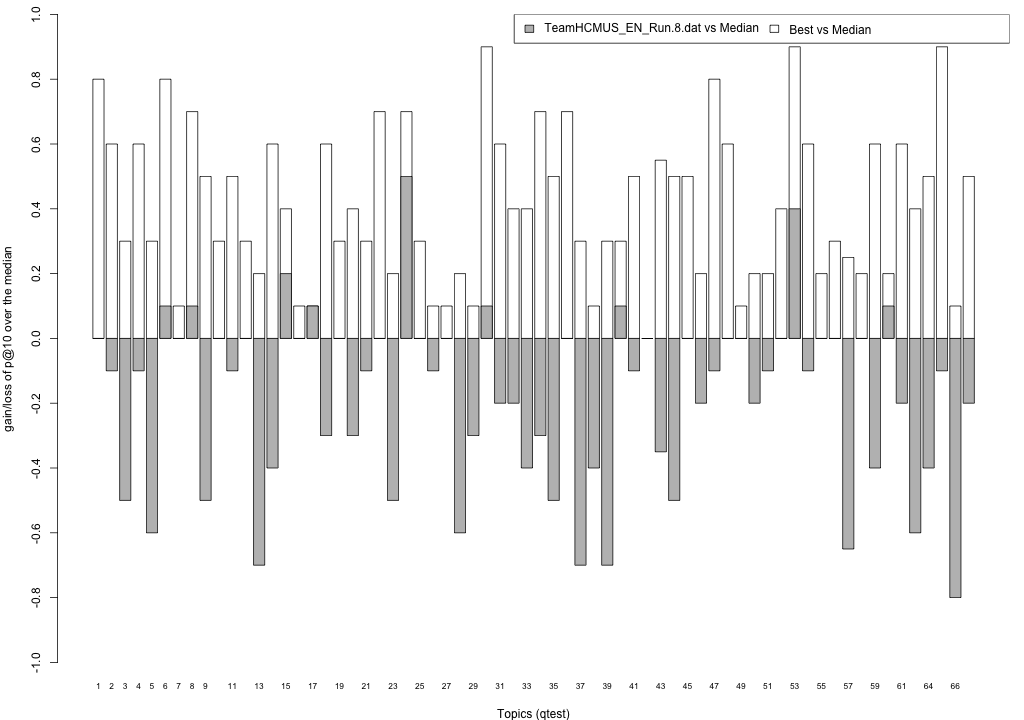 TeamHCMUS_EN_Run.8.dat vs Median Best vs Median
gain/loss of p@10 over the median
1.0
0.8
0.6
0.4
0.2
0.0
-0.2
-0.4
-0.6
-0.8
-1.0
1 2 3 4 5 6 7 8 9 11 13 15 17 19 21 23 25 27 29 31 33 35 37 39 41 43 45 47 49 51 53 55 57 59 61 64 66
Topics (qtest)